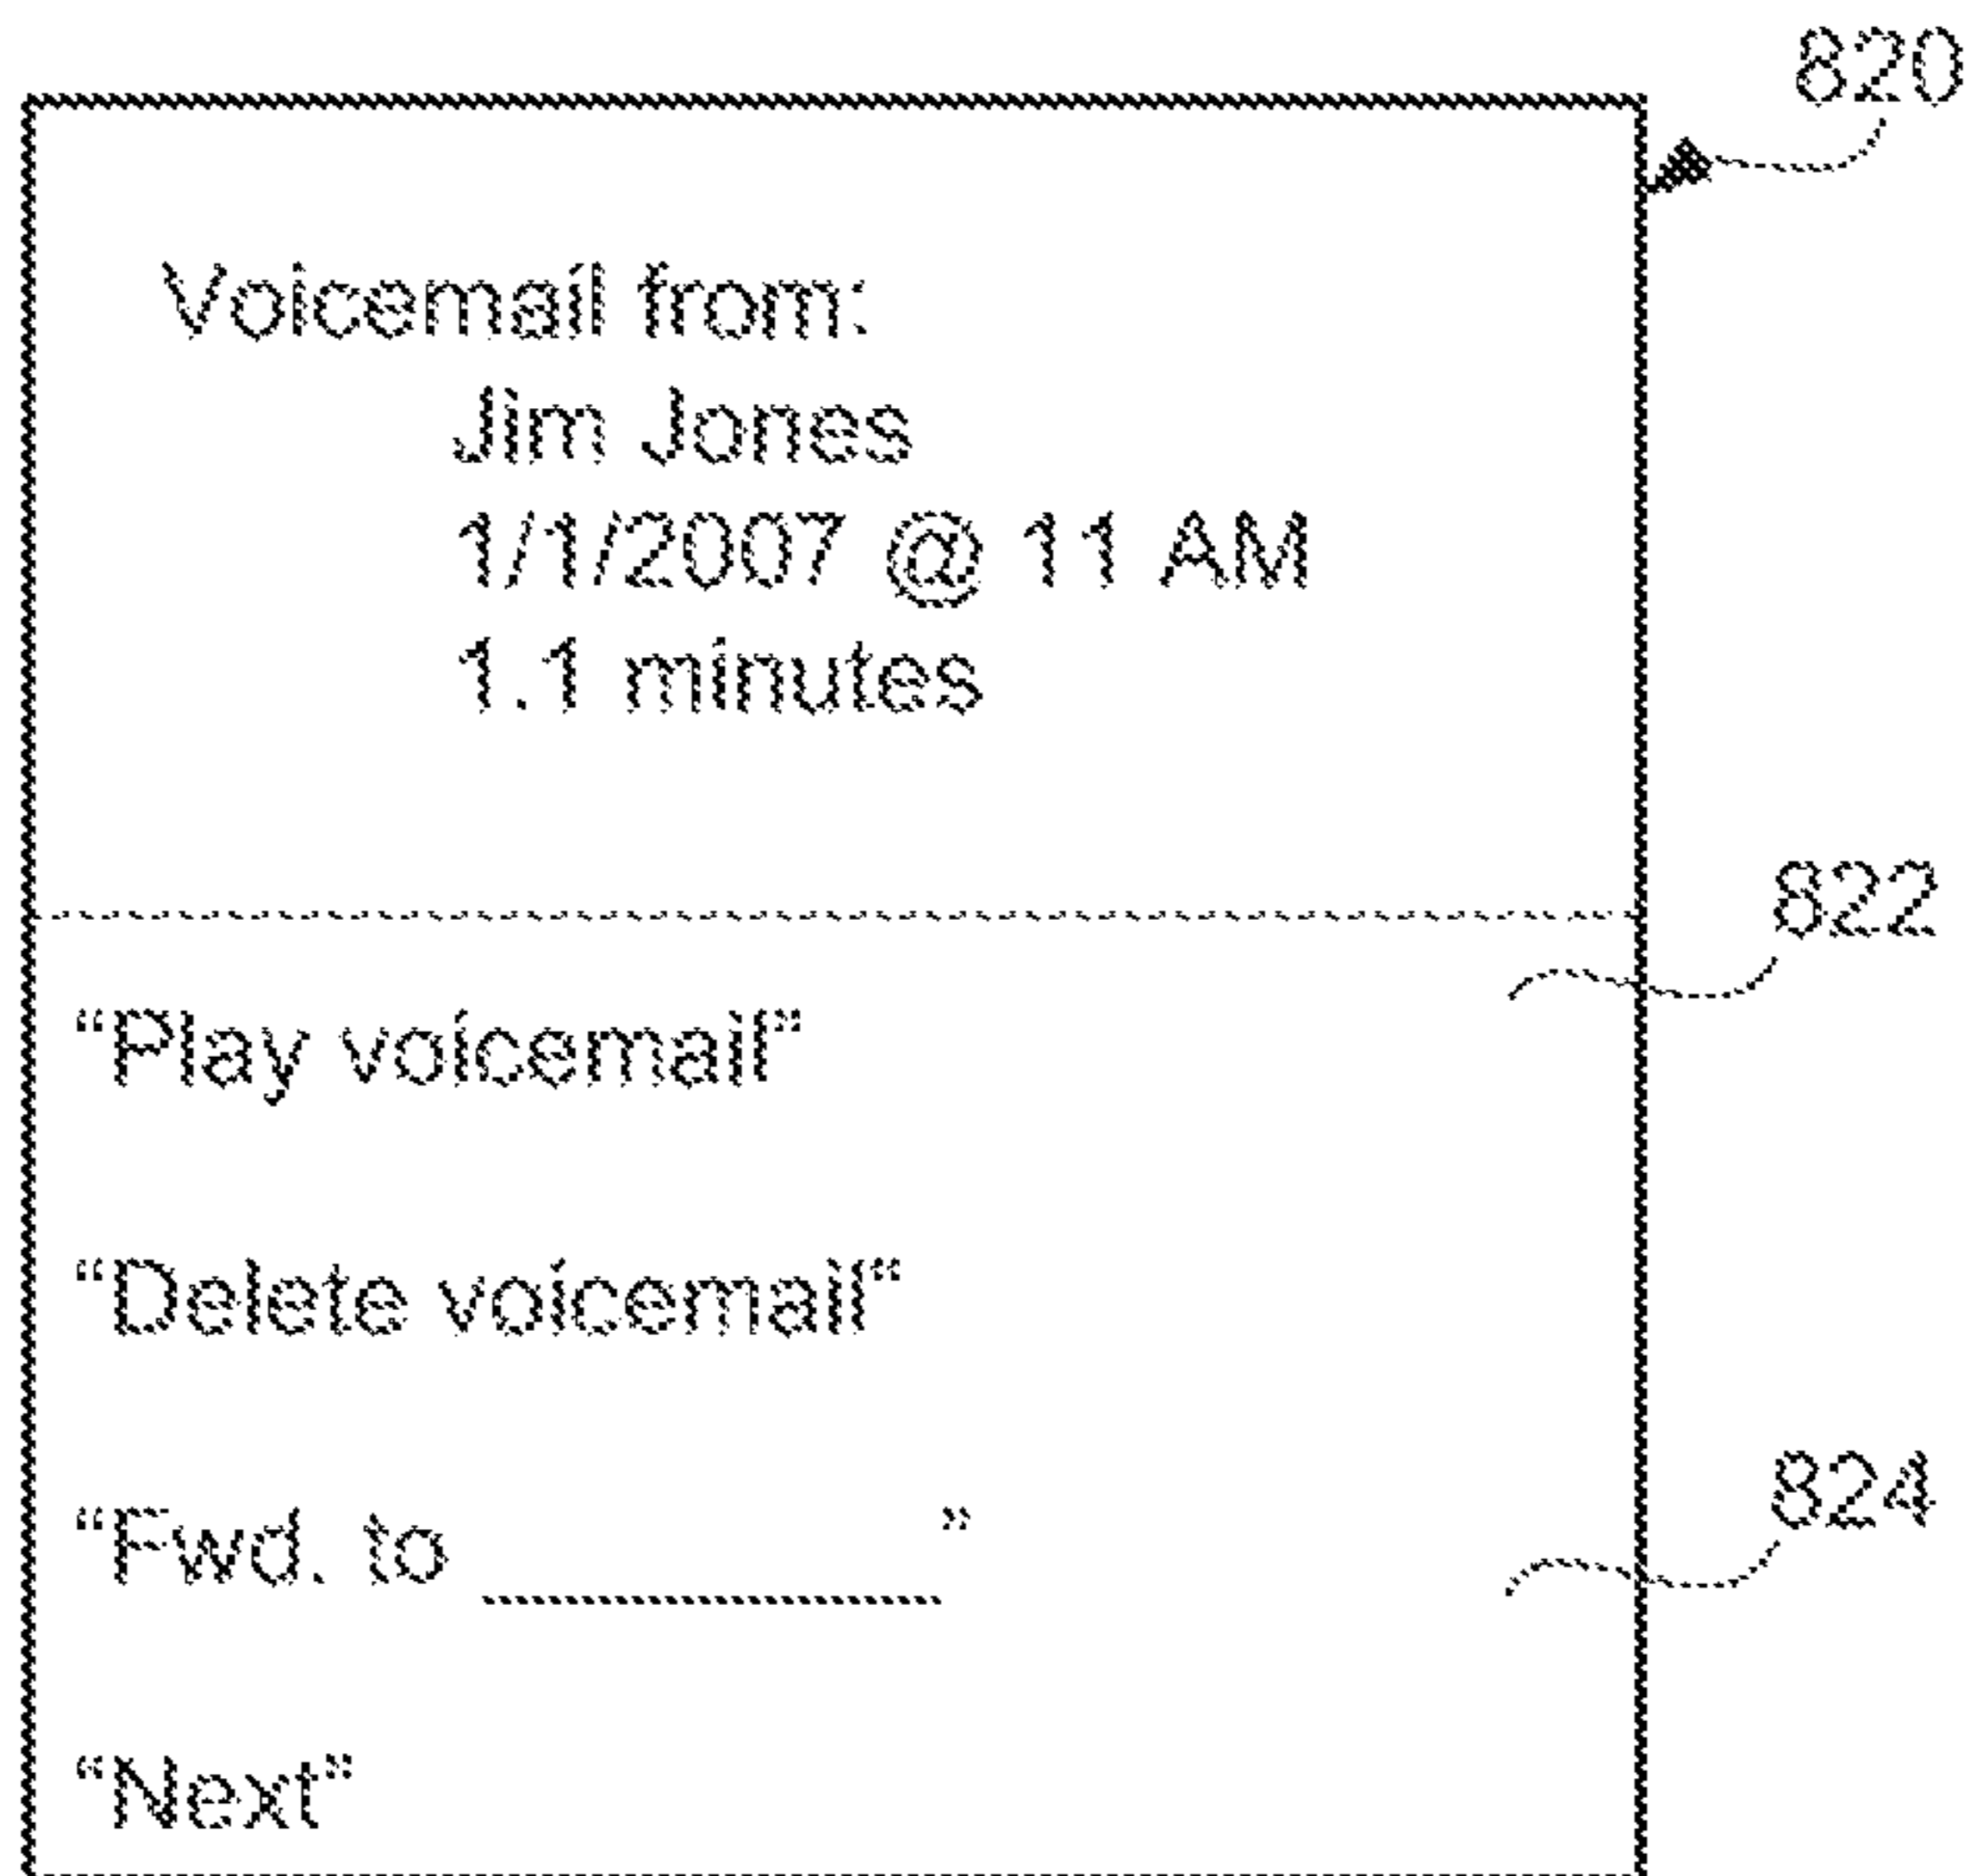 820
Voicemail from:
Jim Jones
1/1/2007 @ 11 AM
1.1 minutes
822
“Play voicemail”
“Delete voicemail“
824
“Fwd. to ____________”
“Next”